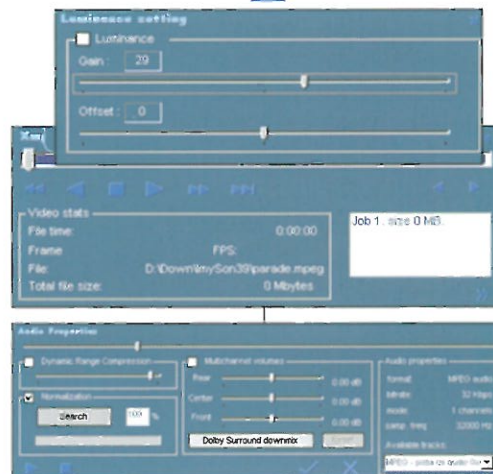 Luminance setting
Luminance
Gain : 29
Offset : 0
Video stats
File time: 0:00:00
Frame FPS:
File: D:\Down\mySon39\parade.mpeg
Total file size: 0 Mbytes
Job 1. size 0 MB.
Audio Properties
Dynamic Range Compression
Normalization
Search 100 %
Multichannel volumes
Rear 0.00 dB
Center 0.00 dB
Front 0.00 dB
Dolby Surround downmix
Audio properties
format: MPEG audio
bitrate: 32 Kbps
mode: 1 channels
samp. freq 32000 Hz
Available tracks: